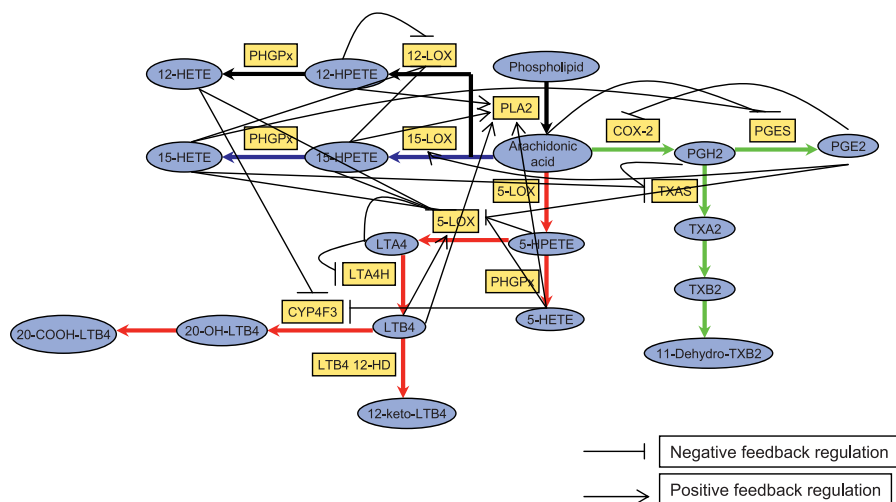 PHGPx
12-LOX
12-HETE
12-HPETE
Phospholipid
PLA2
PHGPx
15-LOX
COX-2
PGES
15-HETE
15-HPETE
Arachidonic
acid
PGH2
PGE2
5-LOX
TXAS
5-LOX
TXA2
LTA4
5-HPETE
LTA4H
PHGPx
TXB2
CYP4F3
20-COOH-LTB4
20-OH-LTB4
LTB4
5-HETE
11-Dehydro-TXB2
LTB4 12-HD
12-keto-LTB4
Negative feedback regulation
Positive feedback regulation